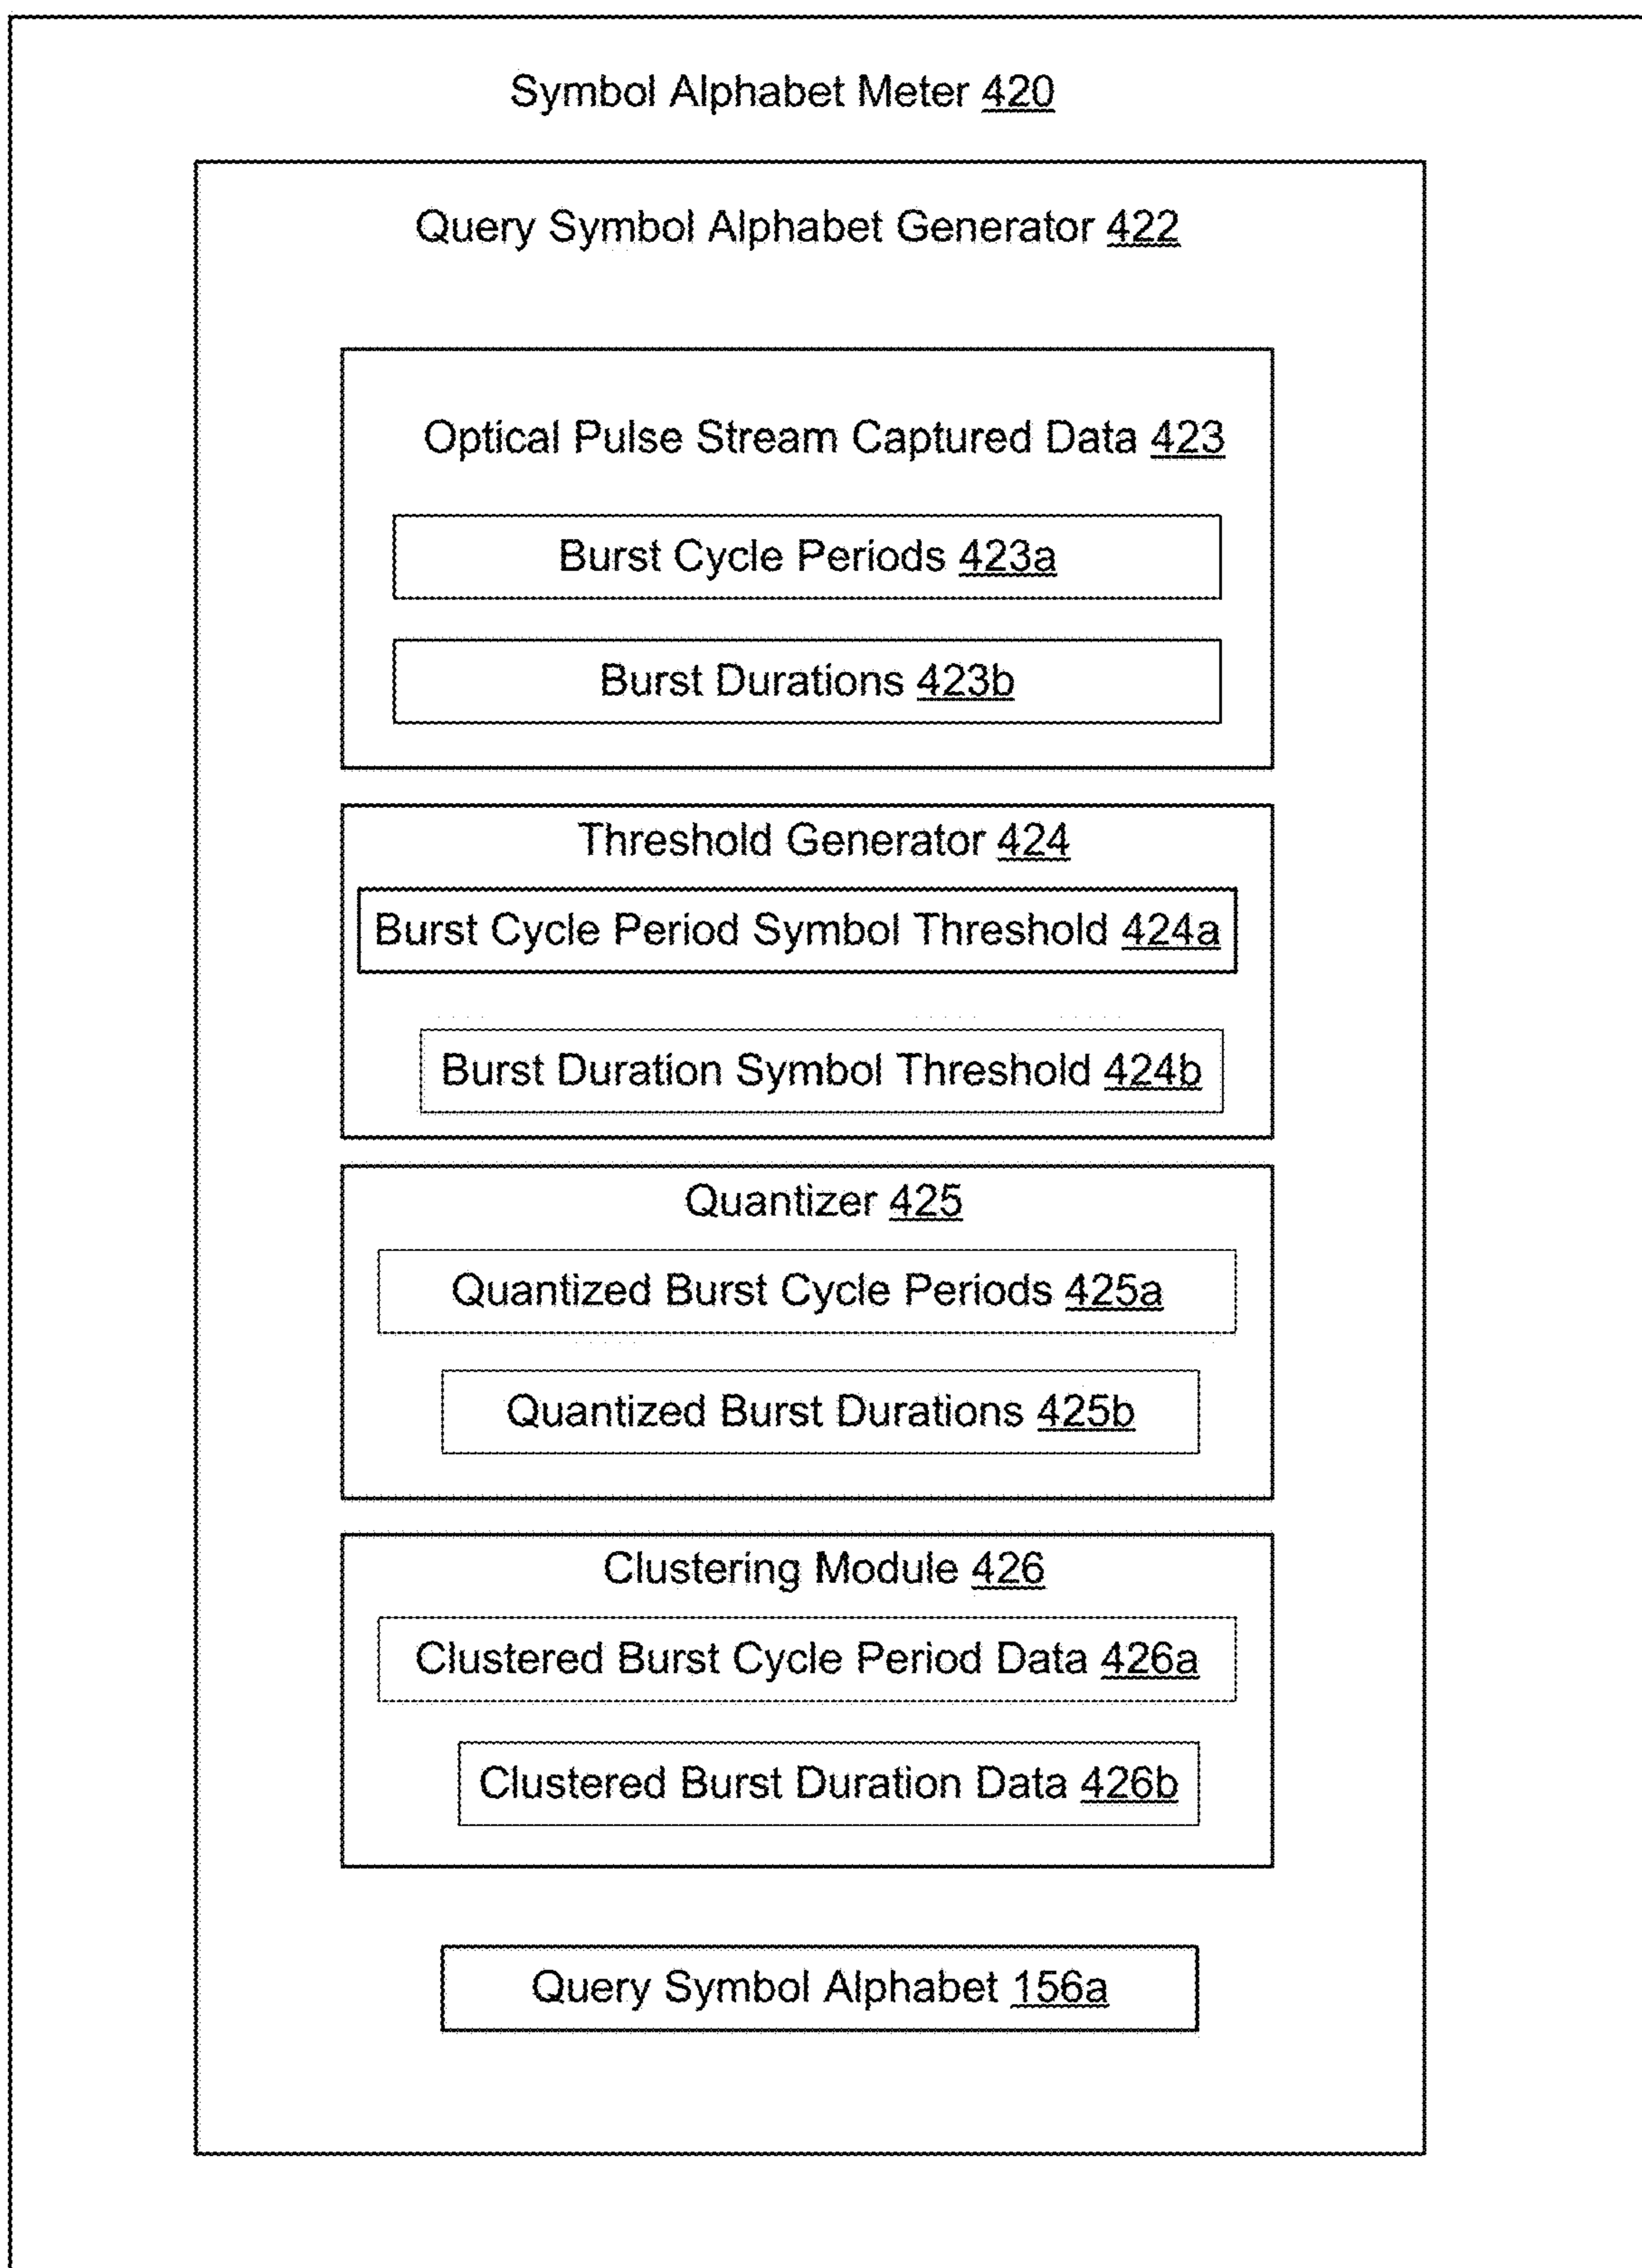 Symbol Alphabet Meter 420
Query Symbol Alphabet Generator 422
Optical Pulse Stream Captured Data 423
Burst Cycle Periods 423a
Burst Durations 423b
Threshold Generator 424
Burst Cycle Period Symbol Threshold 424a
Burst Duration Symbol Threshold 424b
Quantizer 425
Quantized Burst Cycle Periods 425a
Quantized Burst Durations 425b
Clustering Module 426
Clustered Burst Cycle Period Data 426a
Clustered Burst Duration Data 426b
Query Symbol Alphabet 156a